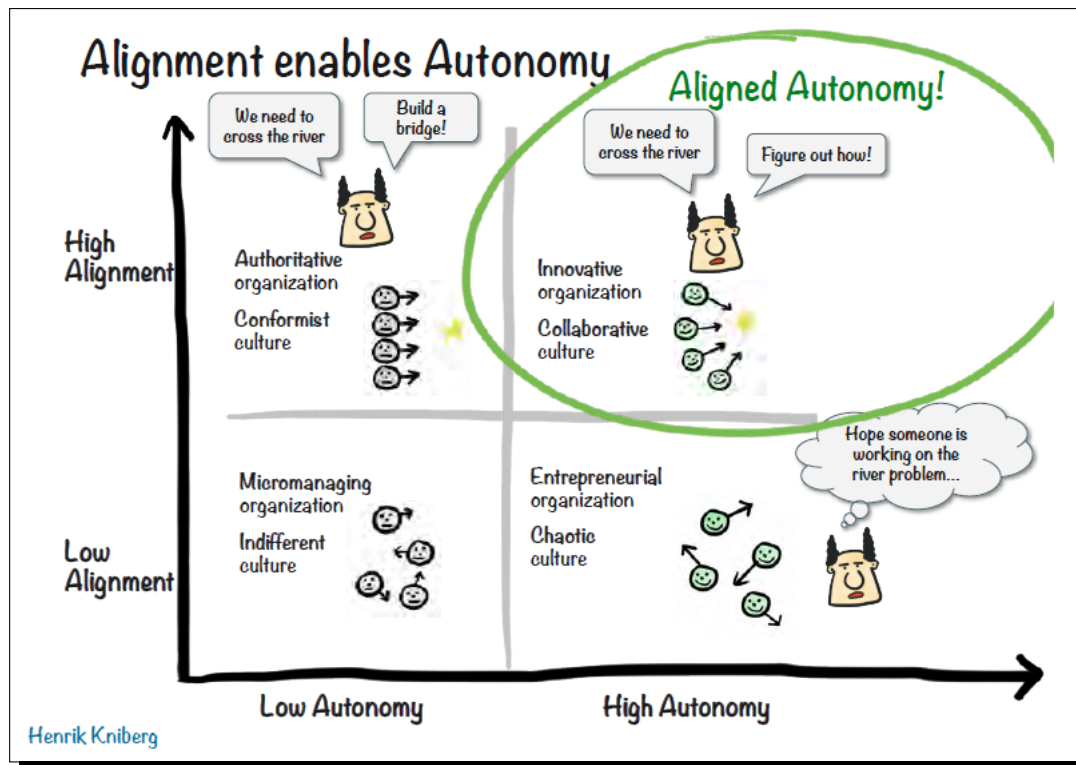 Alignment enables Autonomy
Aligned Autonomy!
We need to
cross the river
Build a
bridge!
We need to
cross the river
Figure out how!
High
Alignment
Authoritative
organization
Conformist
culture
Innovative
organization
Collaborative
culture
Hope someone is
working on the
river problem...
Low
Alignment
Micromanaging
organization
Indifferent
culture
Entrepreneurial
organization
Chaotic
culture
Low Autonomy
High Autonomy
Henrik Kniberg